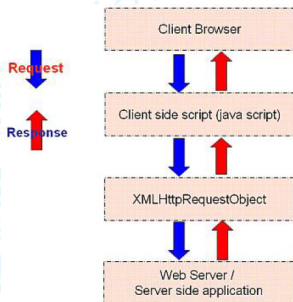 Client Browser
Request
Client side script (java script)
Response
XMLHttpRequestObject
Web Server /
Server side application